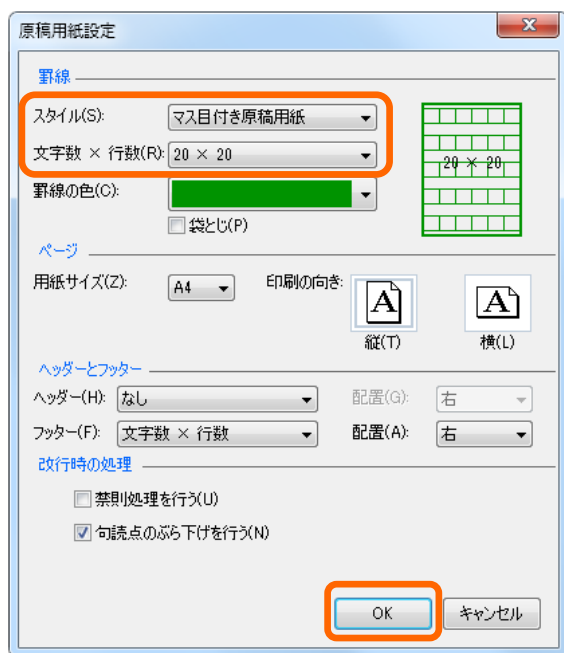 原稿用紙設定
罫線
スタイル(S): マス目付き原稿用紙
文字数 × 行数(R): 20 × 20
20 × 20
罫線の色(C):
袋とじ(P)
ページ
用紙サイズ(Z): A4 印刷の向き:
A A
縦(T) 横(L)
ヘッダーとフッター
ヘッダー(H): なし 配置(G): 右
フッター(F): 文字数 × 行数 配置(A): 右
改行時の処理
禁則処理を行う(U)
句読点のぶら下げを行う(N)
OK キャンセル